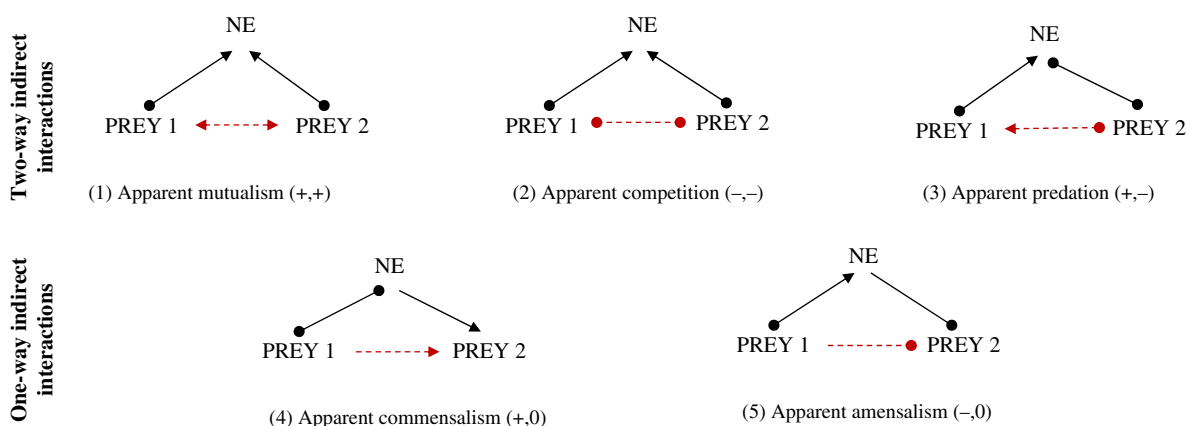 Two-way indirect
interactions
NE
PREY 1
PREY 2
(1) Apparent mutualism (+,+)
NE
PREY 1
PREY 2
(2) Apparent competition (–,–)
NE
PREY 1
PREY 2
(3) Apparent predation (+,–)
One-way indirect
interactions
NE
PREY 1
PREY 2
(4) Apparent commensalism (+,0)
NE
PREY 1
PREY 2
(5) Apparent amensalism (–,0)